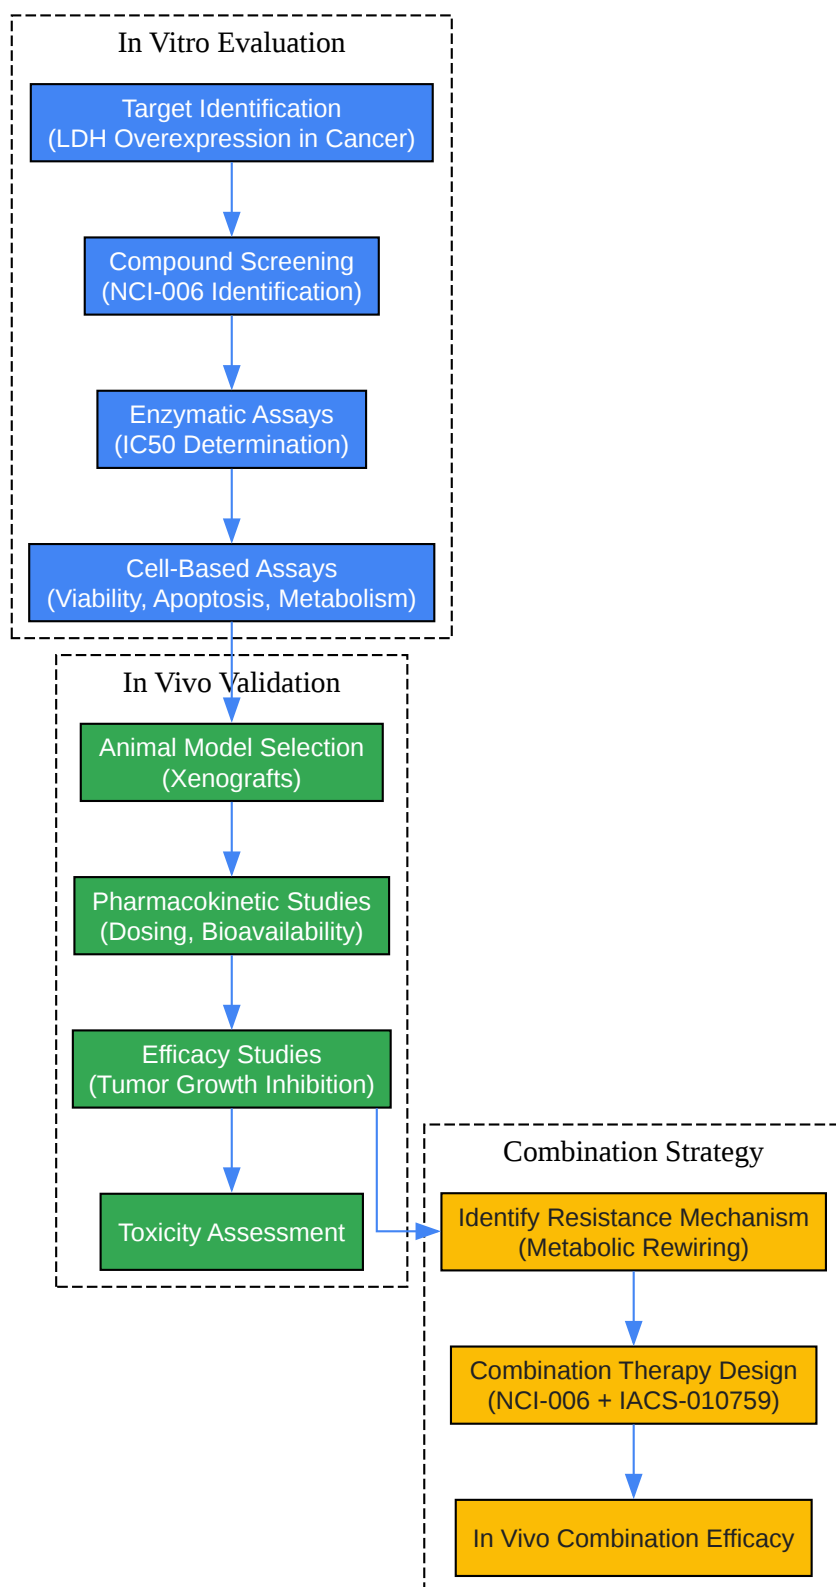 In Vitro Evaluation
Target Identification
(LDH Overexpression in Cancer)
Compound Screening
(NCI-006 Identification)
Enzymatic Assays
(IC50 Determination)
Cell-Based Assays
(Viability, Apoptosis, Metabolism)
In Vivo Validation
Animal Model Selection
(Xenografts)
Pharmacokinetic Studies
(Dosing, Bioavailability)
Efficacy Studies
(Tumor Growth Inhibition)
Toxicity Assessment
Combination Strategy
Identify Resistance Mechanism
(Metabolic Rewiring)
Combination Therapy Design
(NCI-006 + IACS-010759)
In Vivo Combination Efficacy